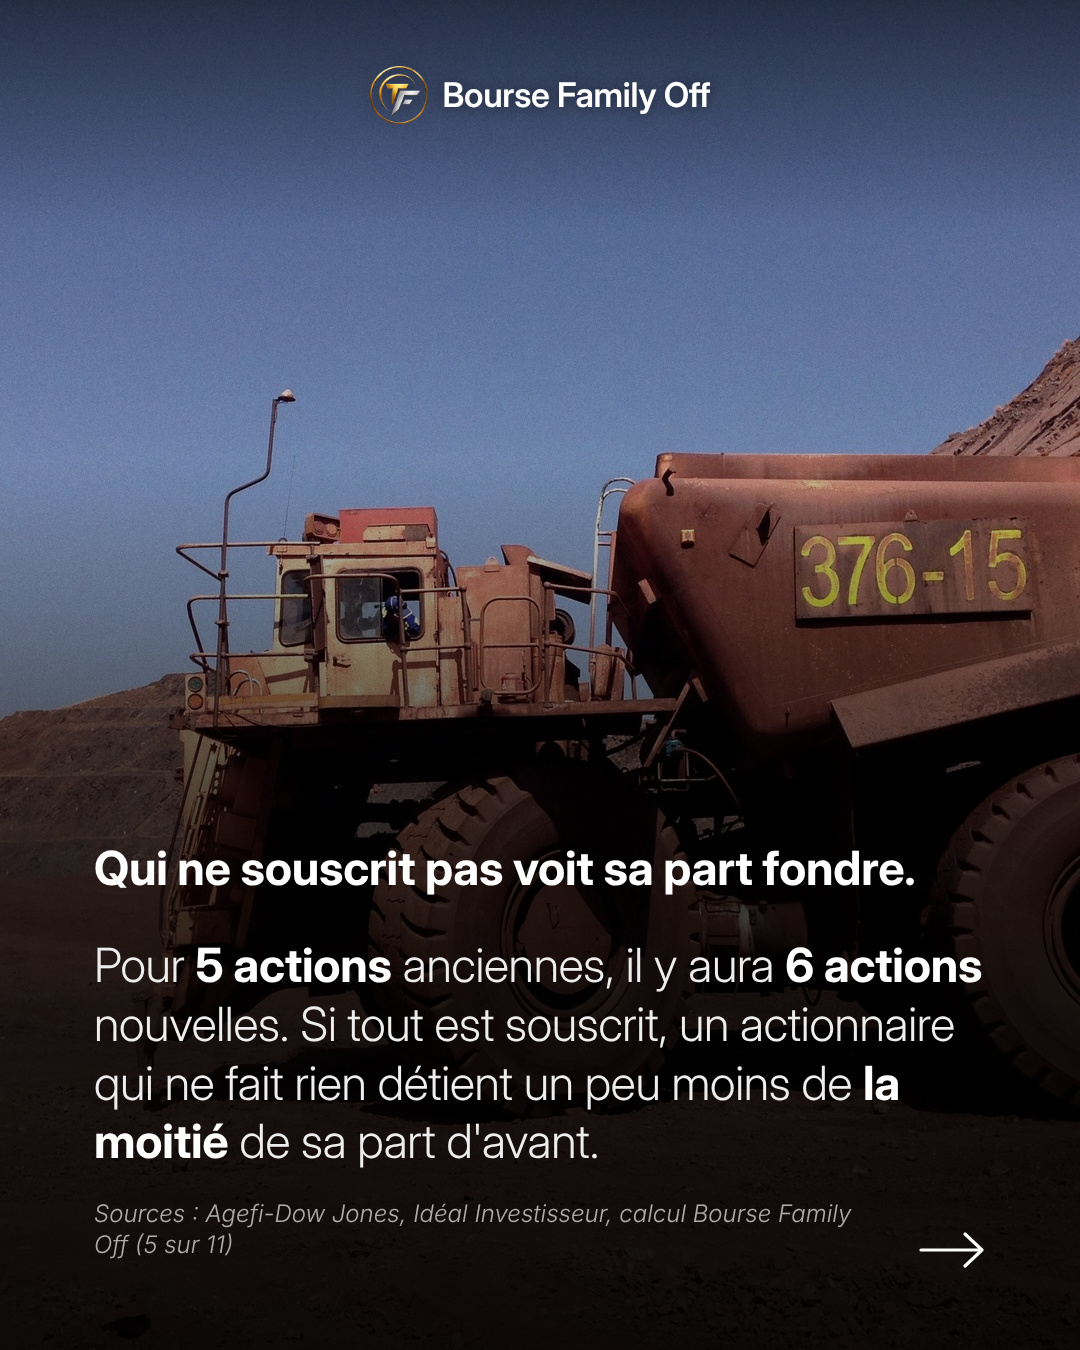 Bourse Family Off
376-15
Qui ne souscrit pas voit sa part fondre.
Pour 5 actions anciennes, il y aura 6 actions
nouvelles. Si tout est souscrit, un actionnaire
qui ne fait rien détient un peu moins de la
moitié de sa part d'avant.
Sources : Agefi-Dow Jones, Idéal Investisseur, calcul Bourse Family
Off (5 sur 11)